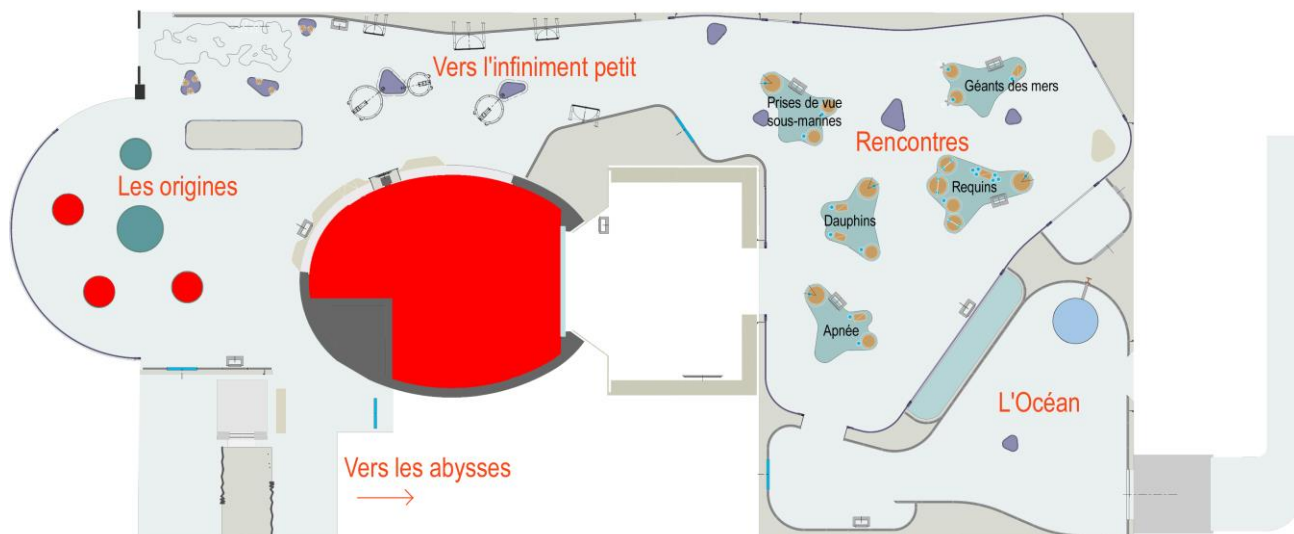 Vers l'infiniment petit
Géants des mers
Prises de vue
sous-marines
Rencontres
Les origines
Requins
Dauphins
Apnée
L'Océan
Vers les abysses